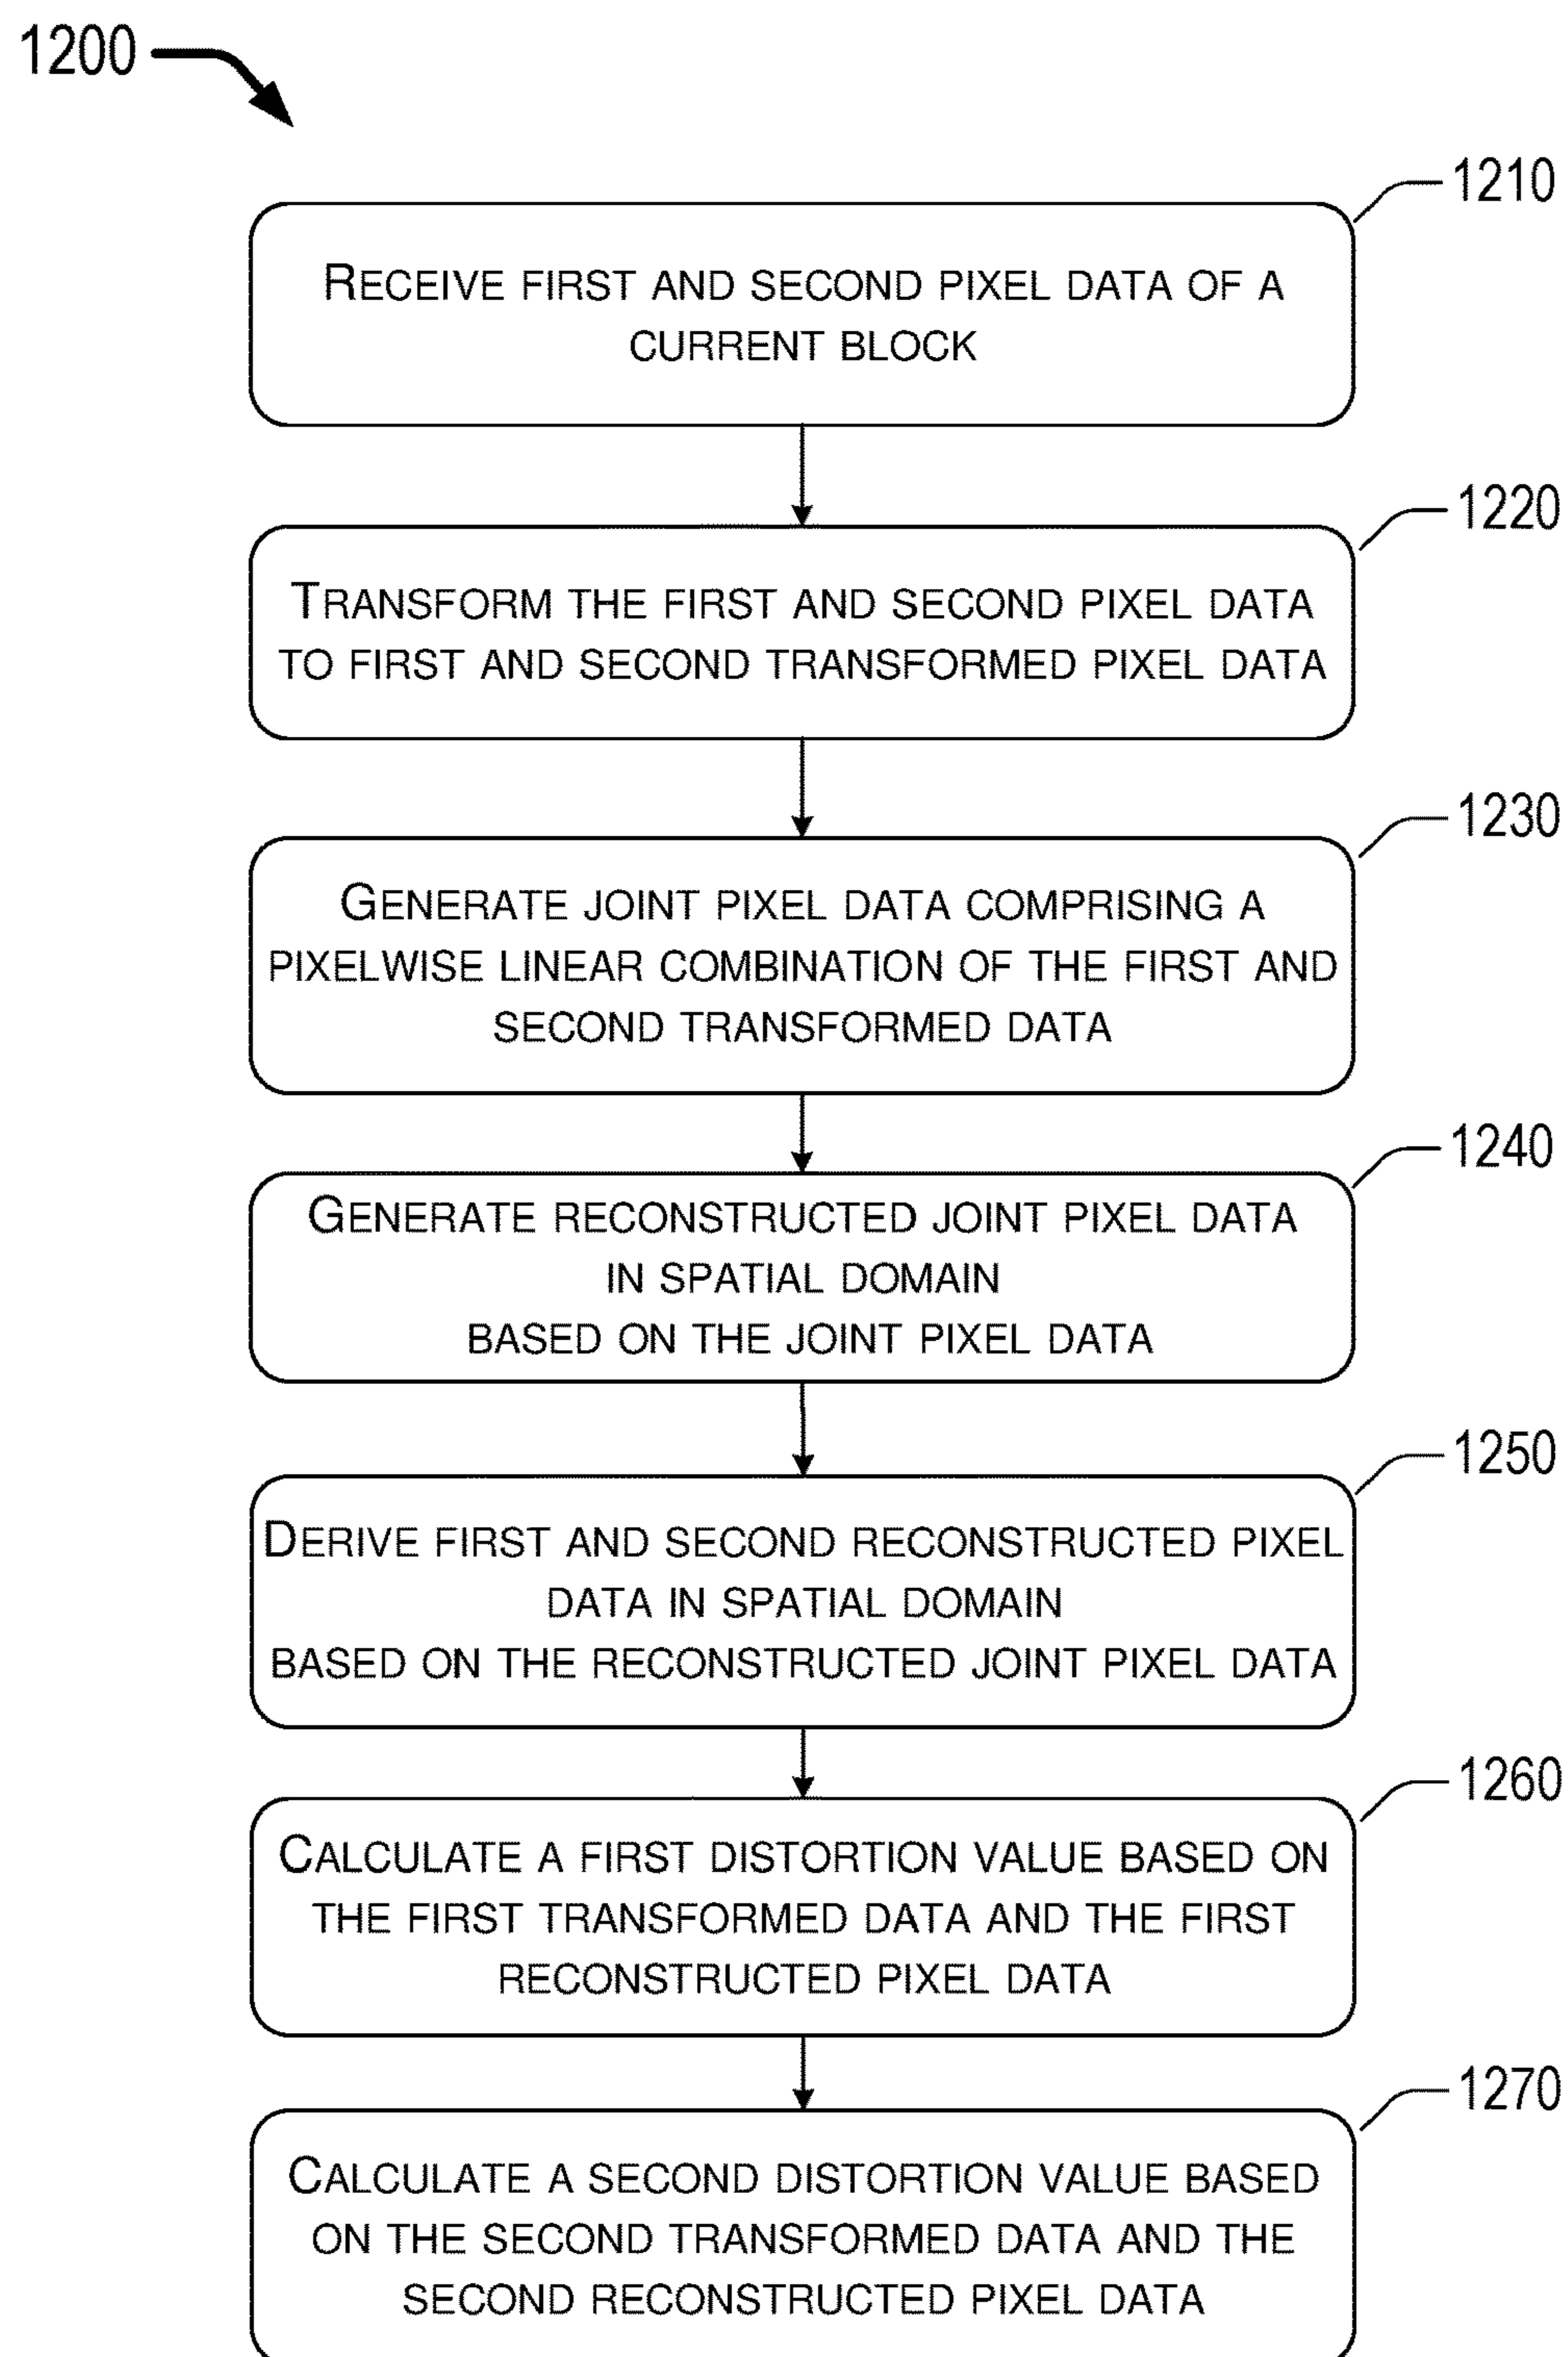 1200
1210
RECEIVE FIRST AND SECOND PIXEL DATA OF A
CURRENT BLOCK
1220
TRANSFORM THE FIRST AND SECOND PIXEL DATA
TO FIRST AND SECOND TRANSFORMED PIXEL DATA
1230
GENERATE JOINT PIXEL DATA COMPRISING A
PIXELWISE LINEAR COMBINATION OF THE FIRST AND
SECOND TRANSFORMED DATA
1240
GENERATE RECONSTRUCTED JOINT PIXEL DATA
IN SPATIAL DOMAIN
BASED ON THE JOINT PIXEL DATA
1250
DERIVE FIRST AND SECOND RECONSTRUCTED PIXEL
DATA IN SPATIAL DOMAIN
BASED ON THE RECONSTRUCTED JOINT PIXEL DATA
1260
CALCULATE A FIRST DISTORTION VALUE BASED ON
THE FIRST TRANSFORMED DATA AND THE FIRST
RECONSTRUCTED PIXEL DATA
1270
CALCULATE A SECOND DISTORTION VALUE BASED
ON THE SECOND TRANSFORMED DATA AND THE
SECOND RECONSTRUCTED PIXEL DATA